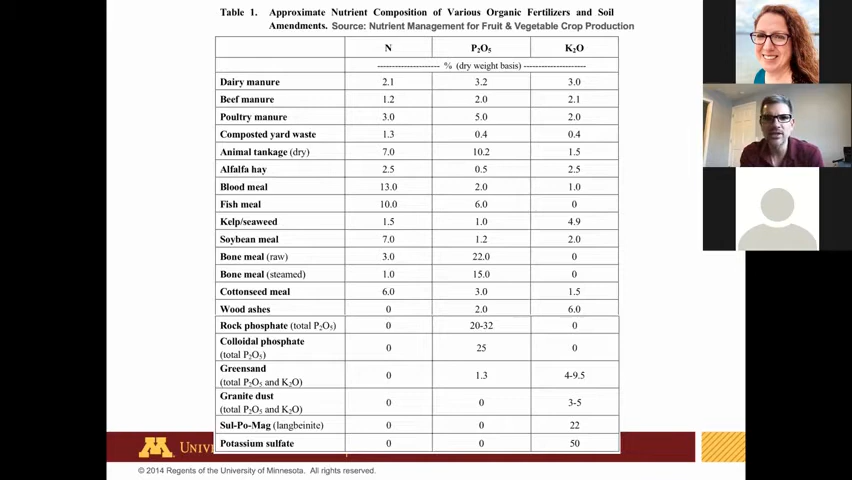 Table 1. Approximate Nutrient Composition of Various Organic Fertilizers and Soil
Amendments. Source: Nutrient Management for Fruit & Vegetable Crop Production
N P₂O₅ K₂O
--------------------- % (dry weight basis) ---------------------
Dairy manure 2.1 3.2 3.0
Beef manure 1.2 2.0 2.1
Poultry manure 3.0 5.0 2.0
Composted yard waste 1.3 0.4 0.4
Animal tankage (dry) 7.0 10.2 1.5
Alfalfa hay 2.5 0.5 2.5
Blood meal 13.0 2.0 1.0
Fish meal 10.0 6.0 0
Kelp/seaweed 1.5 1.0 4.9
Soybean meal 7.0 1.2 2.0
Bone meal (raw) 3.0 22.0 0
Bone meal (steamed) 1.0 15.0 0
Cottonseed meal 6.0 3.0 1.5
Wood ashes 0 2.0 6.0
Rock phosphate (total P₂O₅) 0 20-32 0
Colloidal phosphate
(total P₂O₅) 0 25 0
Greensand
(total P₂O₅ and K₂O) 0 1.3 4-9.5
Granite dust
(total P₂O₅ and K₂O) 0 0 3-5
Sul-Po-Mag (langbeinite) 0 0 22
Potassium sulfate 0 0 50
M
© 2014 Regents of the University of Minnesota. All rights reserved.